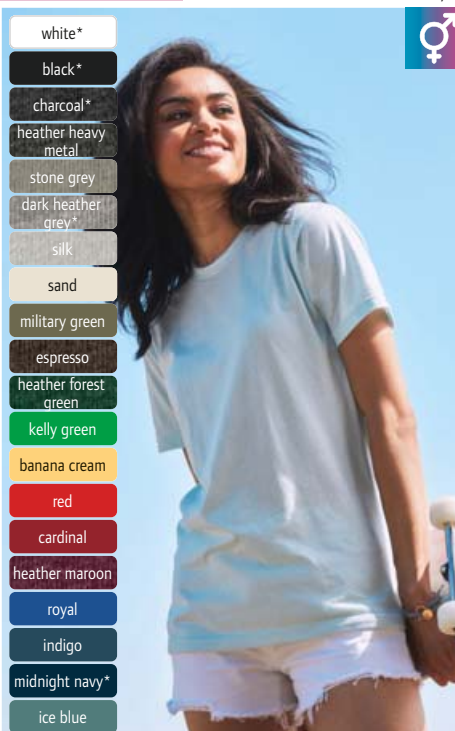 white*
black*
charcoal*
heather heavy
metal
stone grey
dark heather
grey*
silk
sand
military green
espresso
heather forest
green
kelly green
banana cream
red
cardinal
heather maroon
royal
indigo
midnight navy*
ice blue